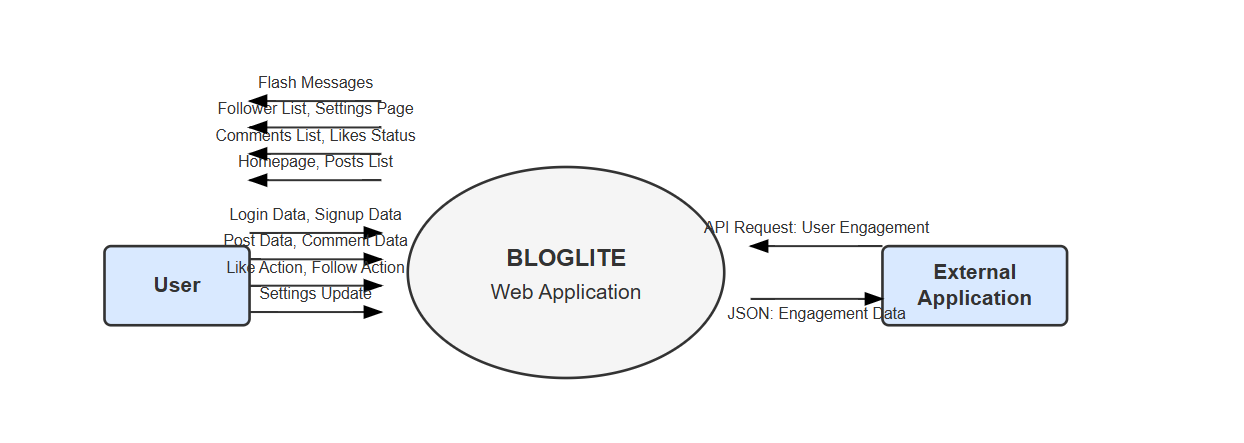 Flash Messages
Follower List, Settings Page
Comments List, Likes Status
Homepage, Posts List
Login Data, Signup Data
Post Data, Comment Data
Like Action, Follow Action
Settings Update
User
BLOGLITE
Web Application
API Request: User Engagement
External
Application
JSON: Engagement Data